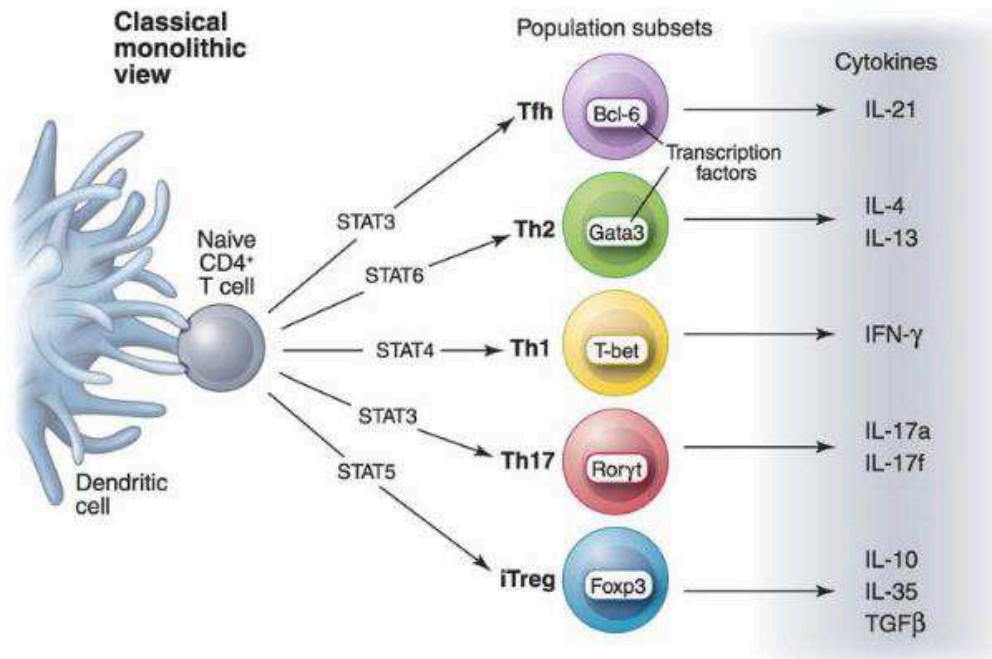 Classical
monolithic
view
Population subsets
Cytokines
Tfh
Bcl-6
IL-21
Transcription
factors
STAT3
Naive
CD4⁺
T cell
Th2
Gata3
IL-4
IL-13
STAT6
STAT4
Th1
T-bet
IFN-γ
STAT3
Th17
Rorγt
IL-17a
IL-17f
Dendritic
cell
STAT5
iTreg
Foxp3
IL-10
IL-35
TGFβ